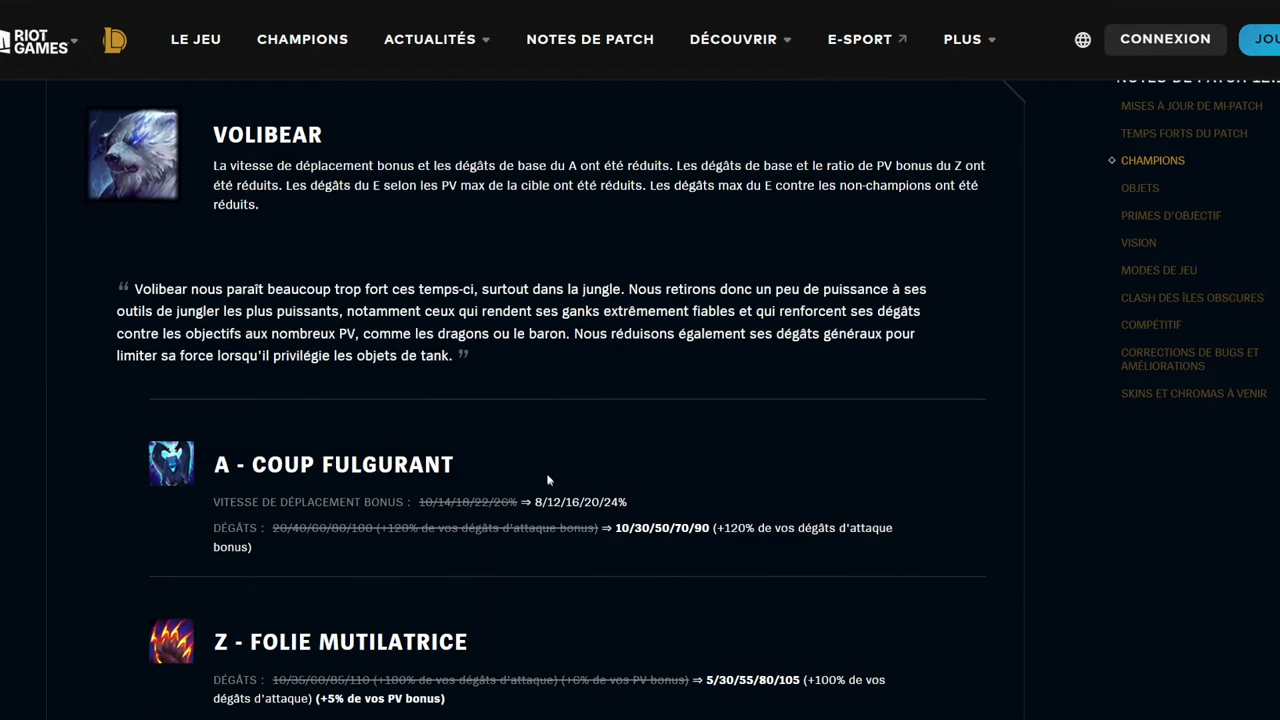 RIOT GAMES
LE JEU CHAMPIONS ACTUALITÉS NOTES DE PATCH DÉCOUVRIR E-SPORT PLUS CONNEXION
VOLIBEAR
La vitesse de déplacement bonus et les dégâts de base du A ont été réduits. Les dégâts de base et le ratio de PV bonus du Z ont
été réduits. Les dégâts du E selon les PV max de la cible ont été réduits. Les dégâts max du E contre les non-champions ont été
réduits.
“ Volibear nous paraît beaucoup trop fort ces temps-ci, surtout dans la jungle. Nous retirons donc un peu de puissance à ses
outils de jungler les plus puissants, notamment ceux qui rendent ses ganks extrêmement fiables et qui renforcent ses dégâts
contre les objectifs aux nombreux PV, comme les dragons ou le baron. Nous réduisons également ses dégâts généraux pour
limiter sa force lorsqu'il privilégie les objets de tank. ”
A - COUP FULGURANT
VITESSE DE DÉPLACEMENT BONUS : 10/14/18/22/26% ⇒ 8/12/16/20/24%
DÉGÂTS : 20/40/60/80/100 (+120% de vos dégâts d'attaque bonus) ⇒ 10/30/50/70/90 (+120% de vos dégâts d'attaque
bonus)
Z - FOLIE MUTILATRICE
DÉGÂTS : 10/35/60/85/110 (+100% de vos dégâts d'attaque) (+6% de vos PV bonus) ⇒ 5/30/55/80/105 (+100% de vos
dégâts d'attaque) (+5% de vos PV bonus)
NOTES DE PATCH
MISES À JOUR DE MI-PATCH
TEMPS FORTS DU PATCH
CHAMPIONS
OBJETS
PRIMES D'OBJECTIF
VISION
MODES DE JEU
CLASH DES ÎLES OBSCURES
COMPÉTITIF
CORRECTIONS DE BUGS ET
AMÉLIORATIONS
SKINS ET CHROMAS À VENIR